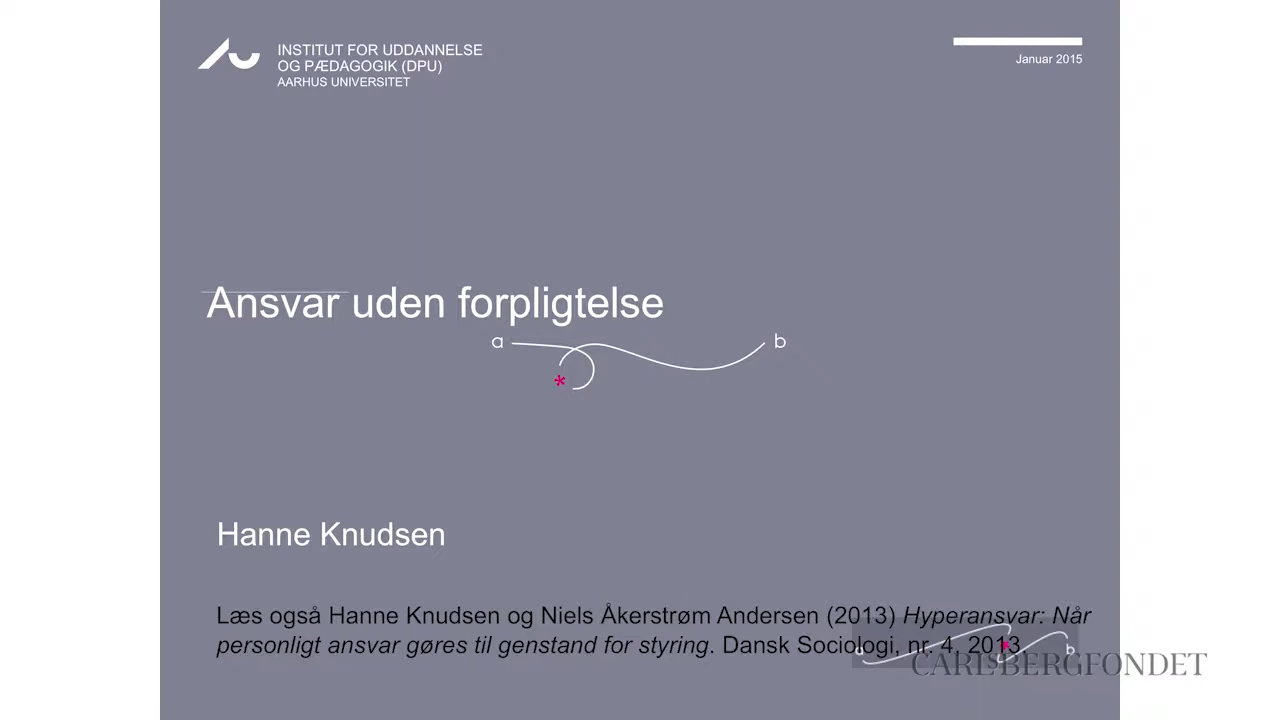 INSTITUT FOR UDDANNELSE
OG PÆDAGOGIK (DPU)
AARHUS UNIVERSITET
Januar 2015
Ansvar uden forpligtelse
a
b
*
Hanne Knudsen
Læs også Hanne Knudsen og Niels Åkerstrøm Andersen (2013) Hyperansvar: Når
personligt ansvar gøres til genstand for styring. Dansk Sociologi, nr. 4, 2013.
a
*
b
CARLSBERGFONDET